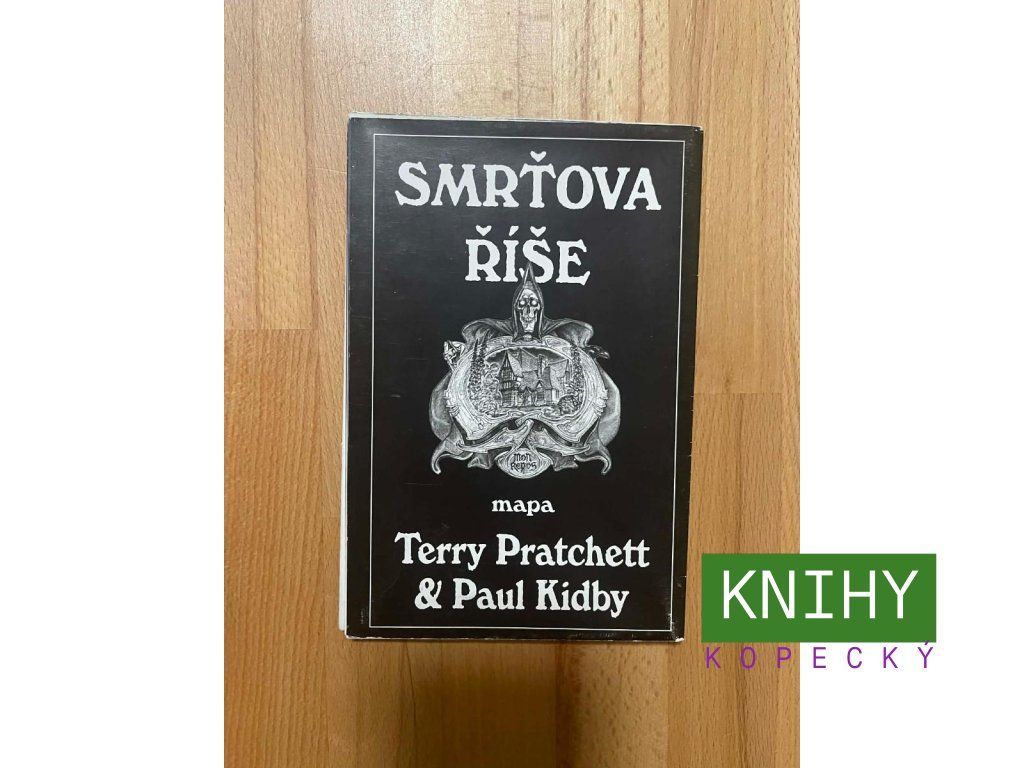 SMRŤOVA
ŘÍŠE
Mon
Repos
mapa
Terry Pratchett
& Paul Kidby
KNIHY
KOPECKÝ